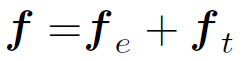 f = f_e + f_t